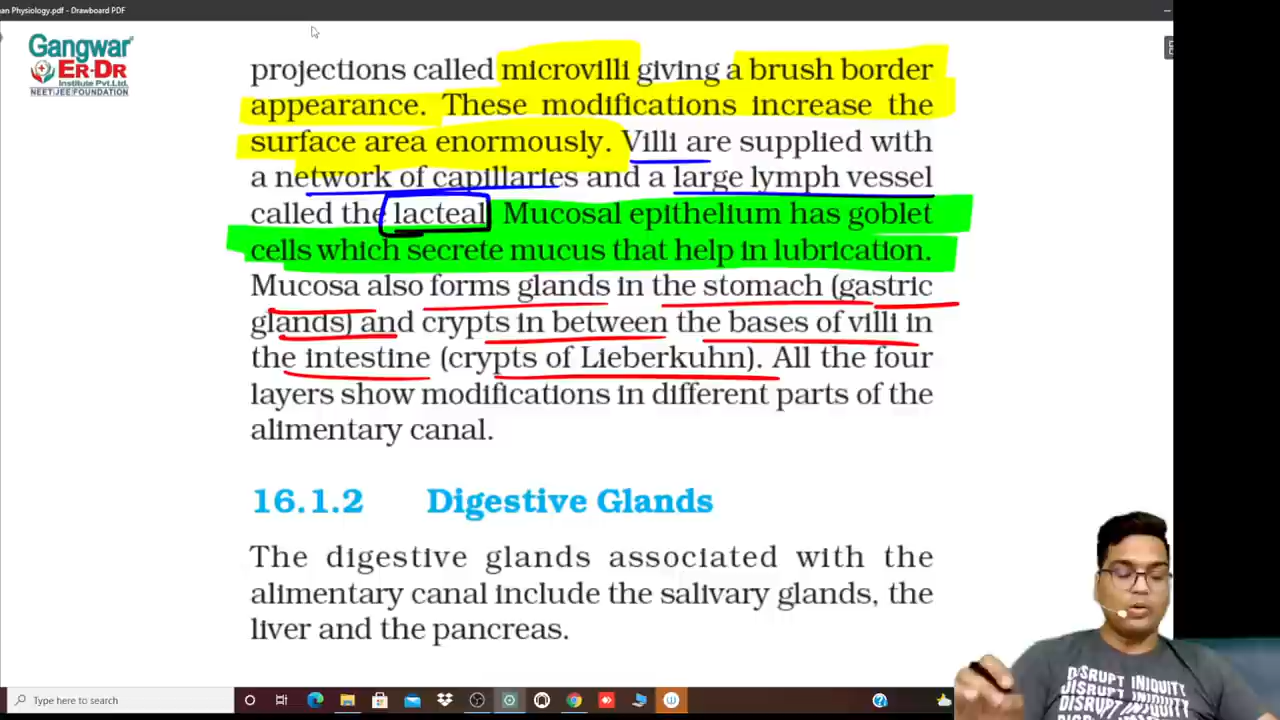 an Physiology.pdf - Drawboard PDF
Gangwar
ER-DR
Institute Pvt.Ltd.
NEET|JEE|FOUNDATION
projections called microvilli giving a brush border
appearance. These modifications increase the
surface area enormously. Villi are supplied with
a network of capillaries and a large lymph vessel
called the lacteal
Mucosal epithelium has goblet
cells which secrete mucus that help in lubrication.
Mucosa also forms glands in the stomach (gastric
glands) and crypts in between the bases of villi in
the intestine (crypts of Lieberkuhn). All the four
layers show modifications in different parts of the
alimentary canal.
16.1.2 Digestive Glands
The digestive glands associated with the
alimentary canal include the salivary glands, the
liver and the pancreas.
DISRUPT INIQUITY
DISRUPT INIQUITY
DISRUPT INIQUITY
Type here to search